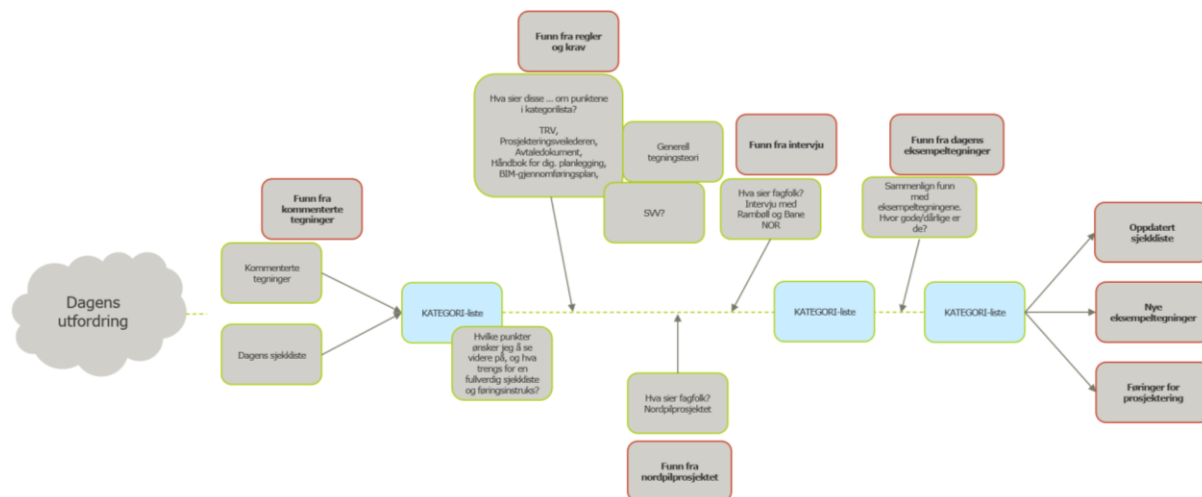 Dagens
utfordring
Funn fra
kommenterte
tegninger
Kommenterte
tegninger
Dagens sjekkliste
KATEGORI-liste
Hvilke punkter
ønsker jeg å se
videre på, og hva
trengs for en
fullverdig sjekkliste
og føringsinstruks?
Funn fra regler
og krav
Hva sier disse ... om punktene
i kategorilista?
TRV,
Prosjekteringsveilederen,
Avtaledokument,
Håndbok for dig. planlegging,
BIM-gjennomføringsplan,
Generell
tegningsteori
SVV?
Hva sier fagfolk?
Nordpilprosjektet
Funn fra
nordpilprosjektet
Funn fra intervju
Hva sier fagfolk?
Intervju med
Rambøll og Bane
NOR
KATEGORI-liste
Funn fra dagens
eksempeltegninger
Sammenlign funn
med
eksempeltegningene.
Hvor gode/dårlige er
de?
KATEGORI-liste
Oppdatert
sjekkliste
Nye
eksempeltegninger
Føringer for
prosjektering